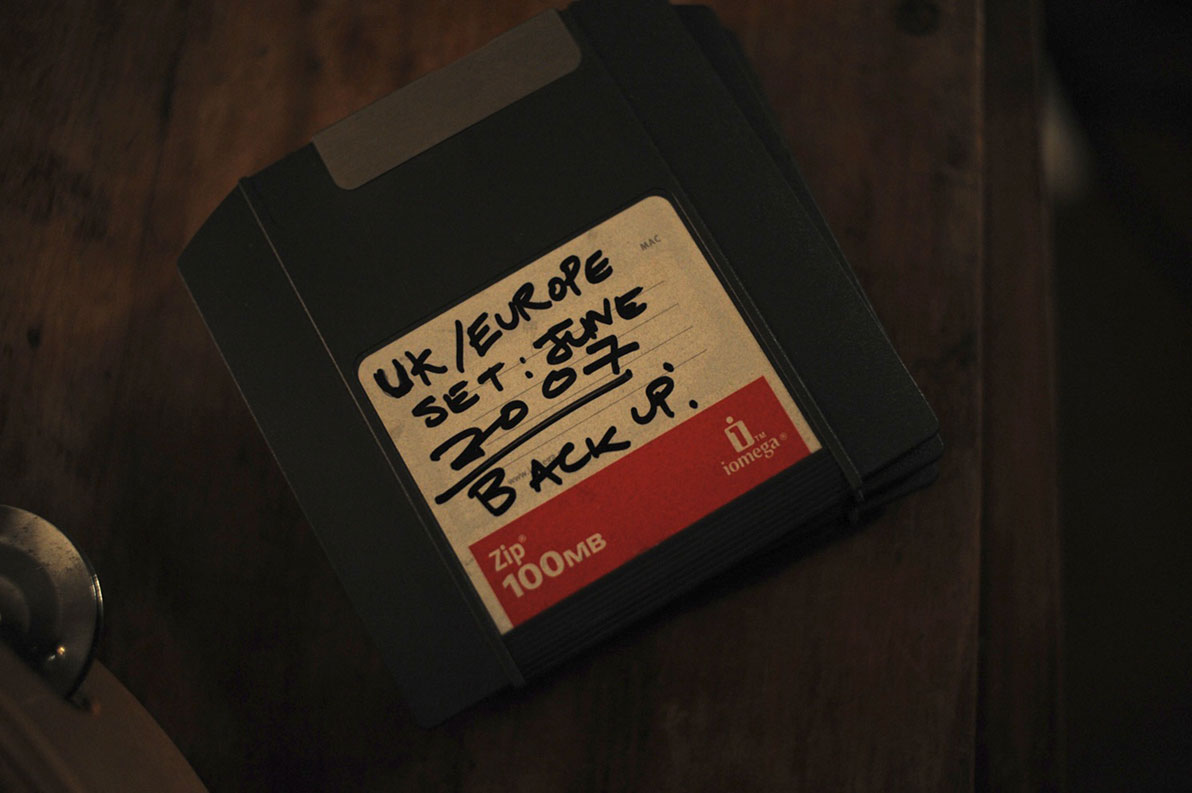 MAC
UK/EUROPE
SET: JUNE
2007
BACK UP.
iomega®
Zip®
100MB